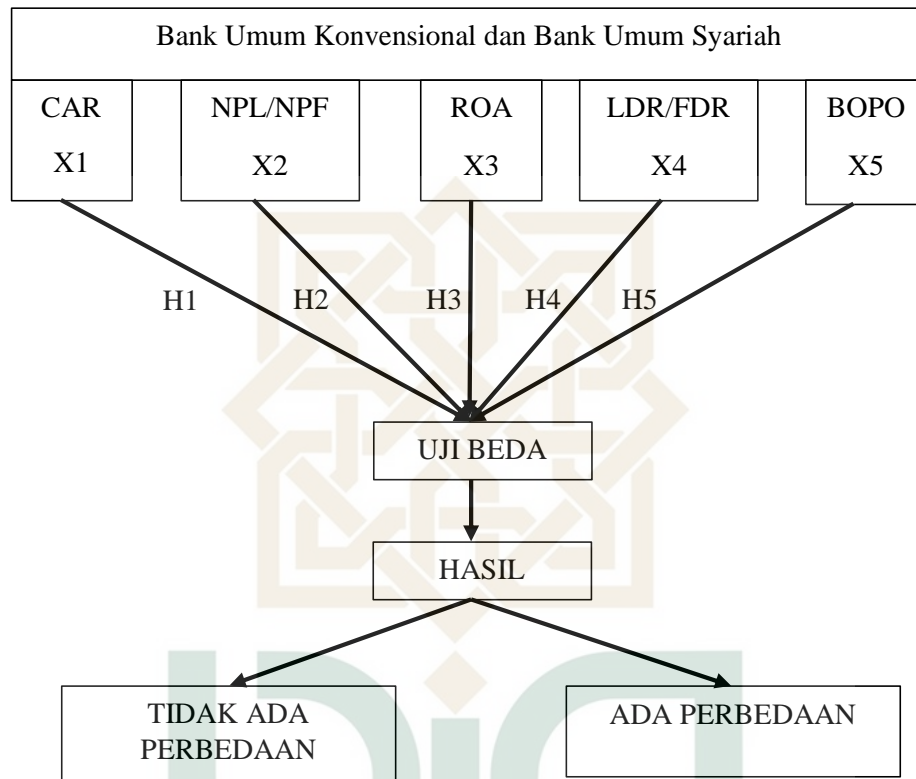 Bank Umum Konvensional dan Bank Umum Syariah
CAR
X1
NPL/NPF
X2
ROA
X3
LDR/FDR
X4
BOPO
X5
H1
H2
H3
H4
H5
UJI BEDA
HASIL
TIDAK ADA
PERBEDAAN
ADA PERBEDAAN